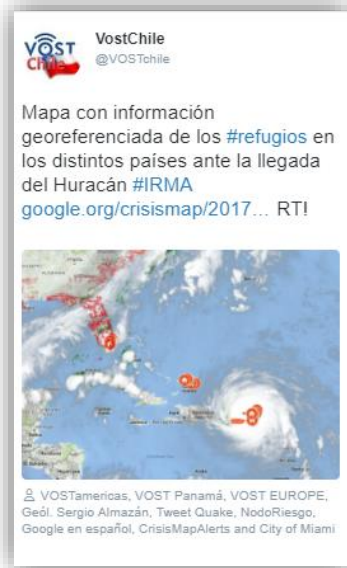 VOST
Chile
VostChile
@VOSTchile
Mapa con información
georeferenciada de los #refugios en
los distintos países ante la llegada
del Huracán #IRMA
google.org/crisismap/2017... RT!
VOSTamericas, VOST Panamá, VOST EUROPE,
Geól. Sergio Almazán, Tweet Quake, NodoRiesgo,
Google en español, CrisisMapAlerts and City of Miami